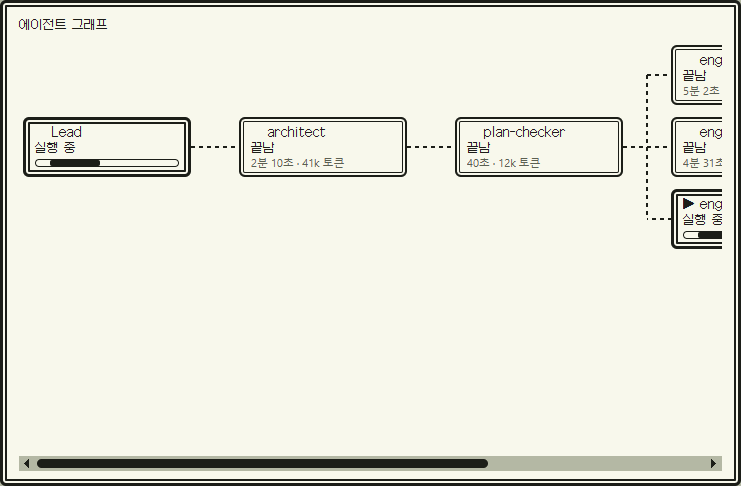 에이전트 그래프
Lead
실행 중
architect
끝남
2분 10초 · 41k 토큰
plan-checker
끝남
40초 · 12k 토큰
eng
끝남
5분 2초
eng
끝남
4분 31초
▶ eng
실행 중